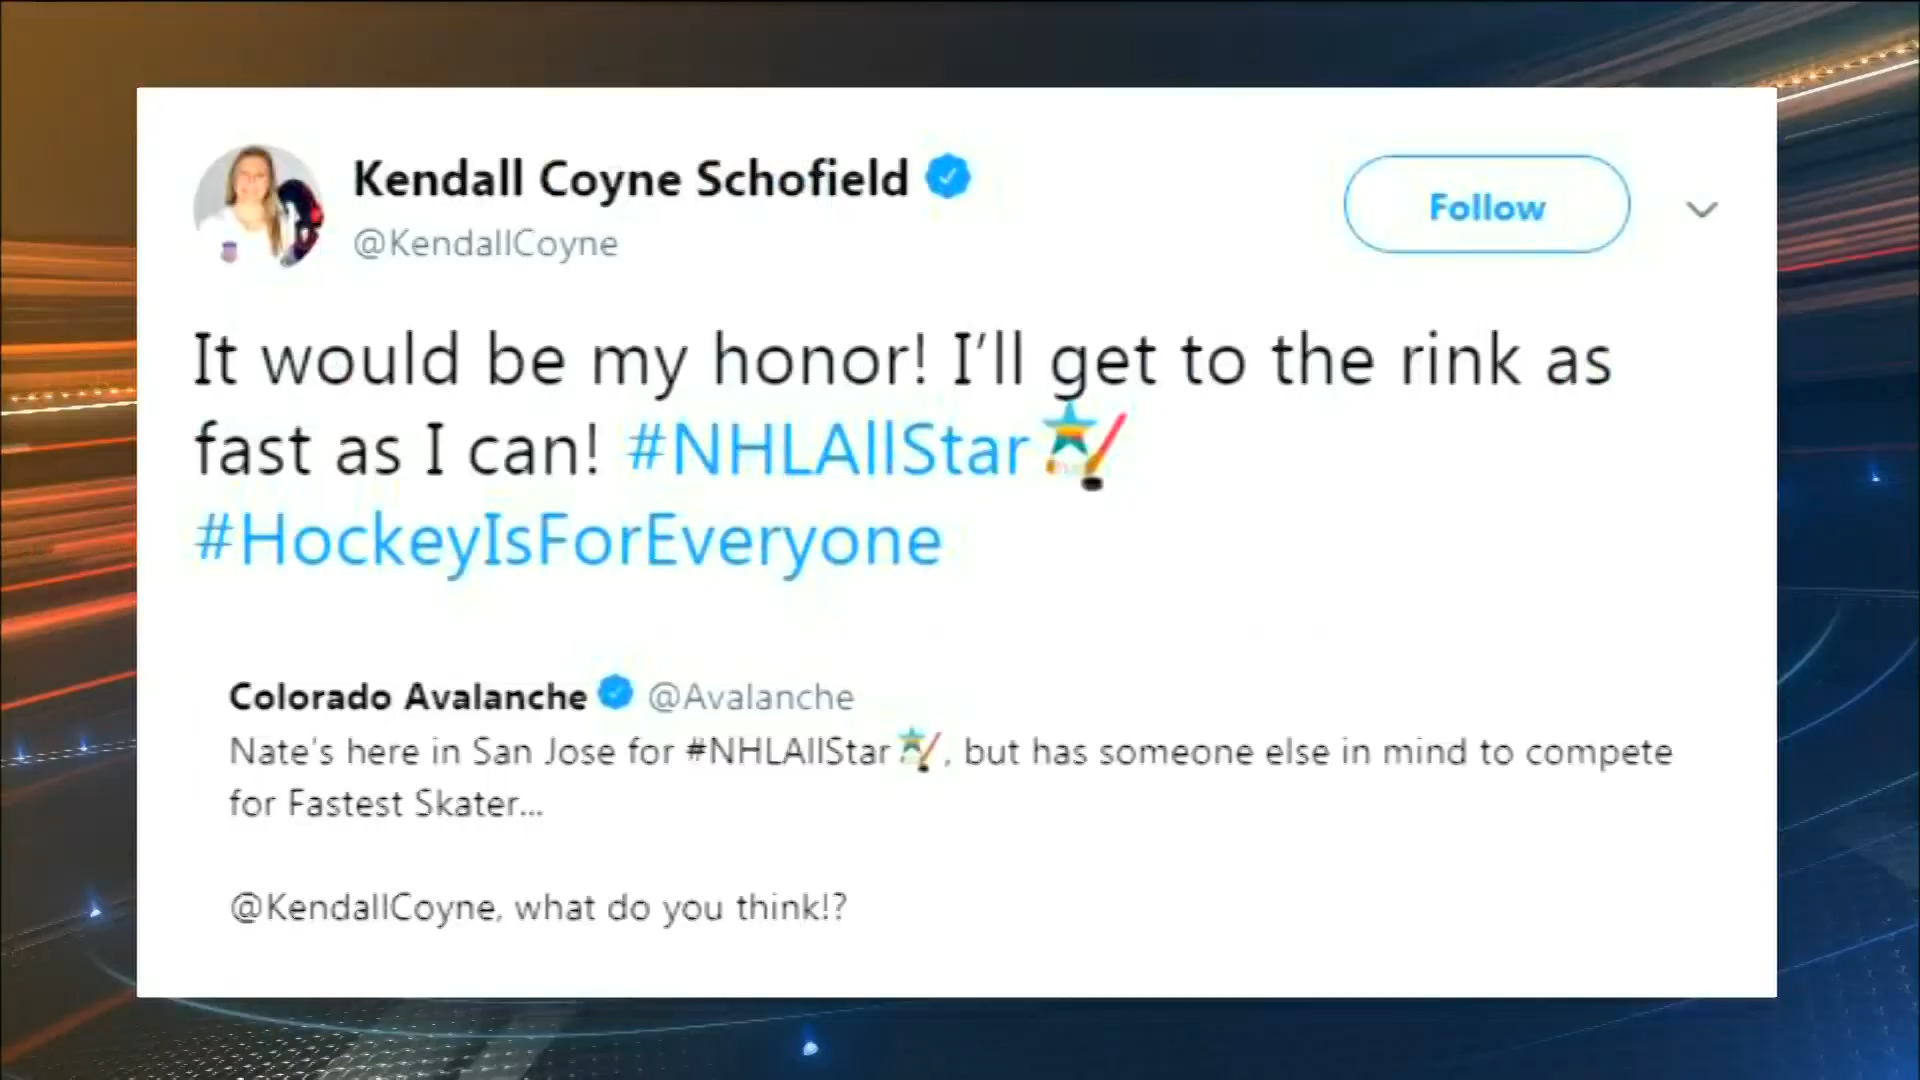 Kendall Coyne Schofield
@KendallCoyne
Follow
It would be my honor! I'll get to the rink as
fast as I can! #NHLAllStar
#HockeyIsForEveryone
Colorado Avalanche @Avalanche
Nate's here in San Jose for #NHLAllStar, but has someone else in mind to compete
for Fastest Skater...
@KendallCoyne, what do you think!?